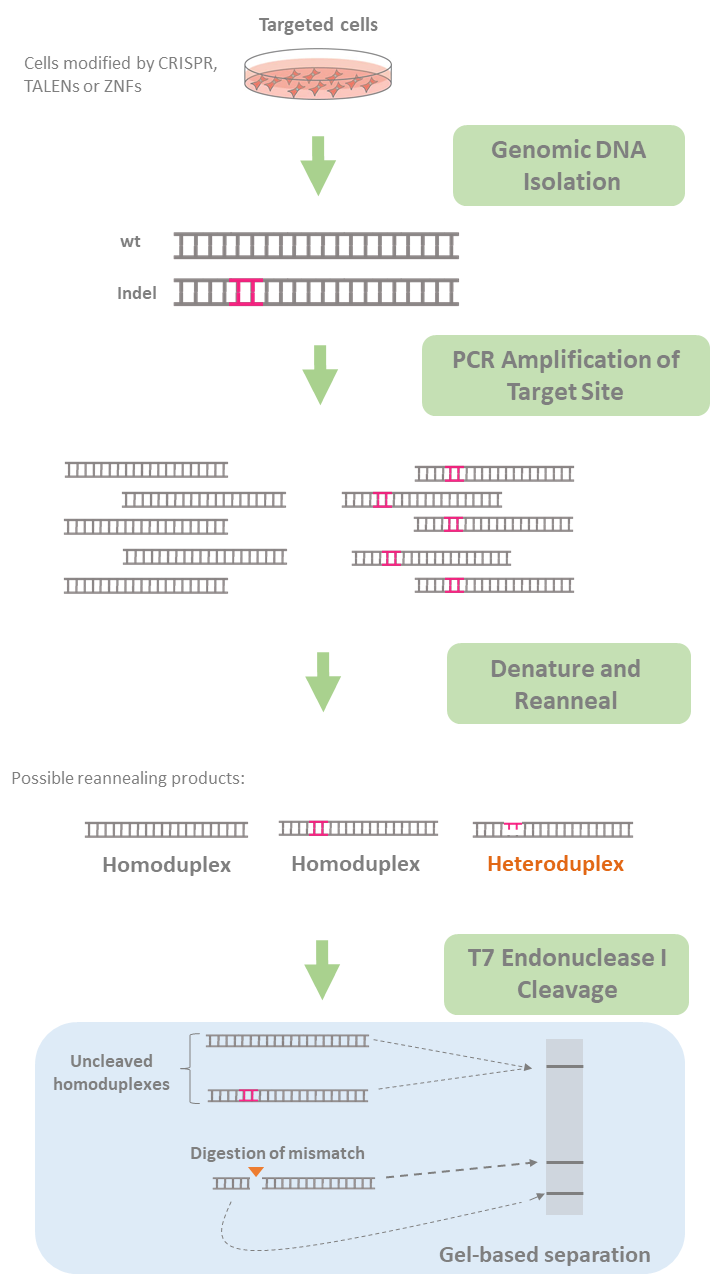 Targeted cells
Cells modified by CRISPR,
TALENs or ZNFs
Genomic DNA
Isolation
wt
Indel
PCR Amplification of
Target Site
Denature and
Reanneal
Possible reannealing products:
Homoduplex
Homoduplex
Heteroduplex
T7 Endonuclease I
Cleavage
Uncleaved
homoduplexes
Digestion of mismatch
Gel-based separation